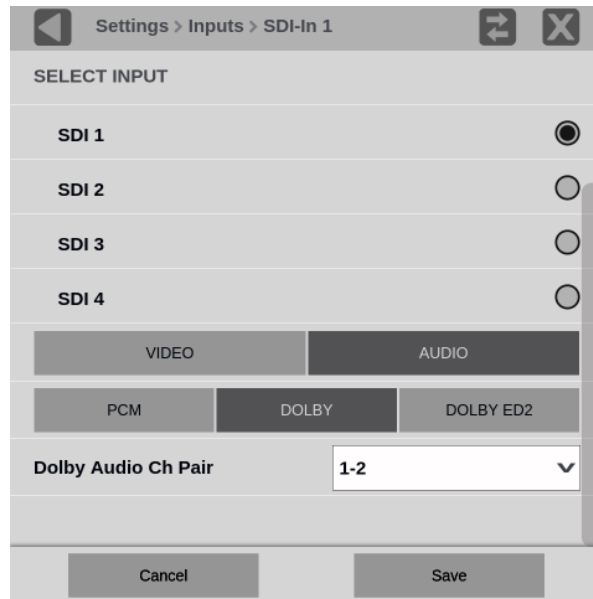 Settings > Inputs > SDI-In 1
SELECT INPUT
SDI 1
SDI 2
SDI 3
SDI 4
VIDEO AUDIO
PCM DOLBY DOLBY ED2
Dolby Audio Ch Pair 1-2
Cancel Save